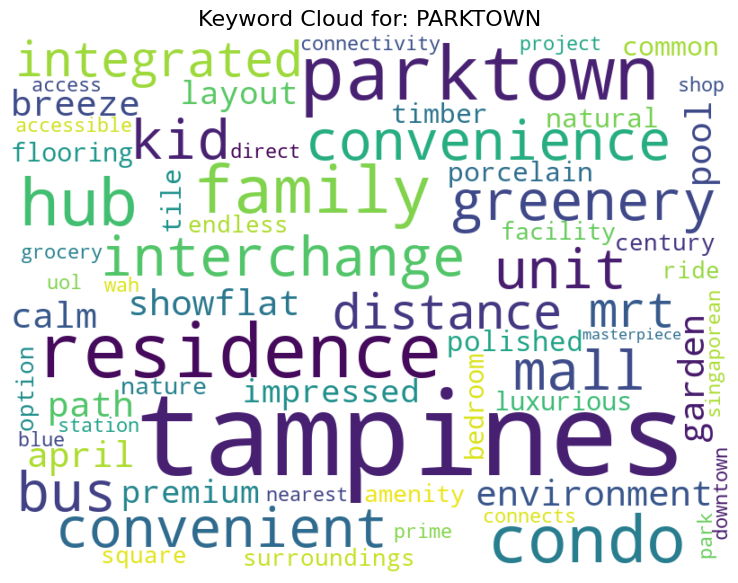 Keyword Cloud for: PARKTOWN
integrated
connectivity
project
common
parktown
access
breeze
layout
timber
natural
shop
accessible
kid
direct
convenience
pool
flooring
porcelain
hub
tile
family
greenery
endless
facility
century
grocery
interchange
unit
ride
uol
wah
calm
showflat
distance
mrt
singaporean
residence
polished
masterpiece
mall
garden
option
nature
impressed
bedroom
luxurious
path
station
tampines
blue
april
downtown
bus
premium
nearest
amenity
environment
convenient
prime
connects
condo
park
square
surroundings